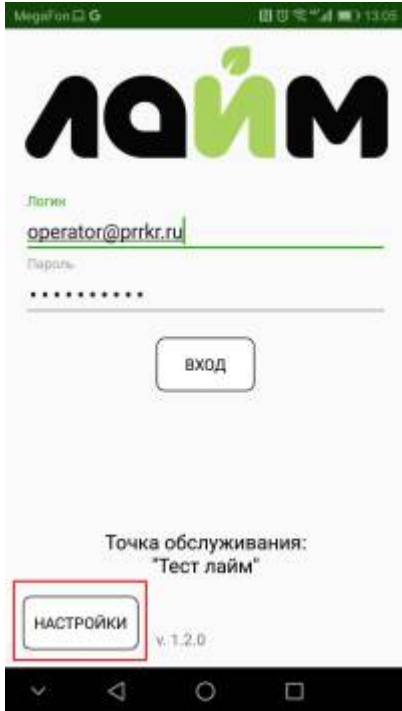 MegaFon G 13:05
лайм
Логин
operator@prrkr.ru
Пароль
ВХОД
Точка обслуживания:
"Тест лайм"
НАСТРОЙКИ
v. 1.2.0